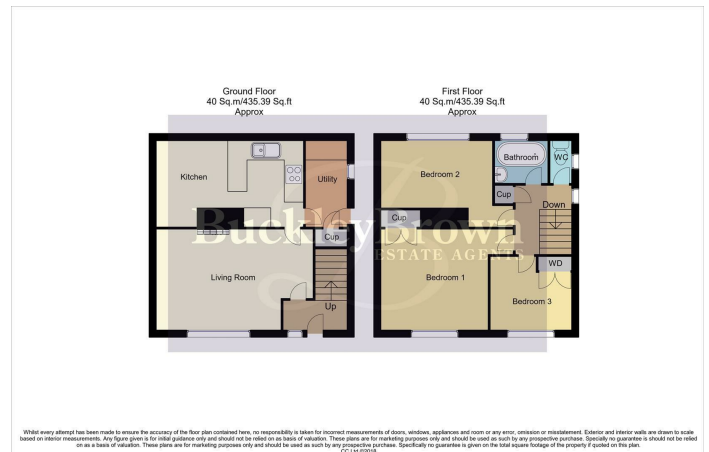 Ground Floor
40 Sq.m/435.39 Sq.ft
Approx
Kitchen
Utility
Cup
Living Room
Up
First Floor
40 Sq.m/435.39 Sq.ft
Approx
Bedroom 2
Bathroom
WC
Cup
Down
Cup
Bedroom 1
WD
Bedroom 3
BuckleyBrown
ESTATE AGENTS
Whilst every attempt has been made to ensure the accuracy of the floor plan contained here, no responsibility is taken for incorrect measurements of doors, windows, appliances and room or any error, omission or misstatement. Exterior and interior walls are drawn to scale
based on interior measurements. Any figure given is for initial guidance only and should not be relied on as basis of valuation. These plans are for marketing purposes only and should be used as such by any prospective purchase. Specially no guarantee is should not be relied
on as a basis of valuation. These plans are for marketing purposes only and should be used as such by any prospective purchase. Specifically no guarantee is given on the total square footage of the property if quoted on this plan.
CC Ltd ©2018